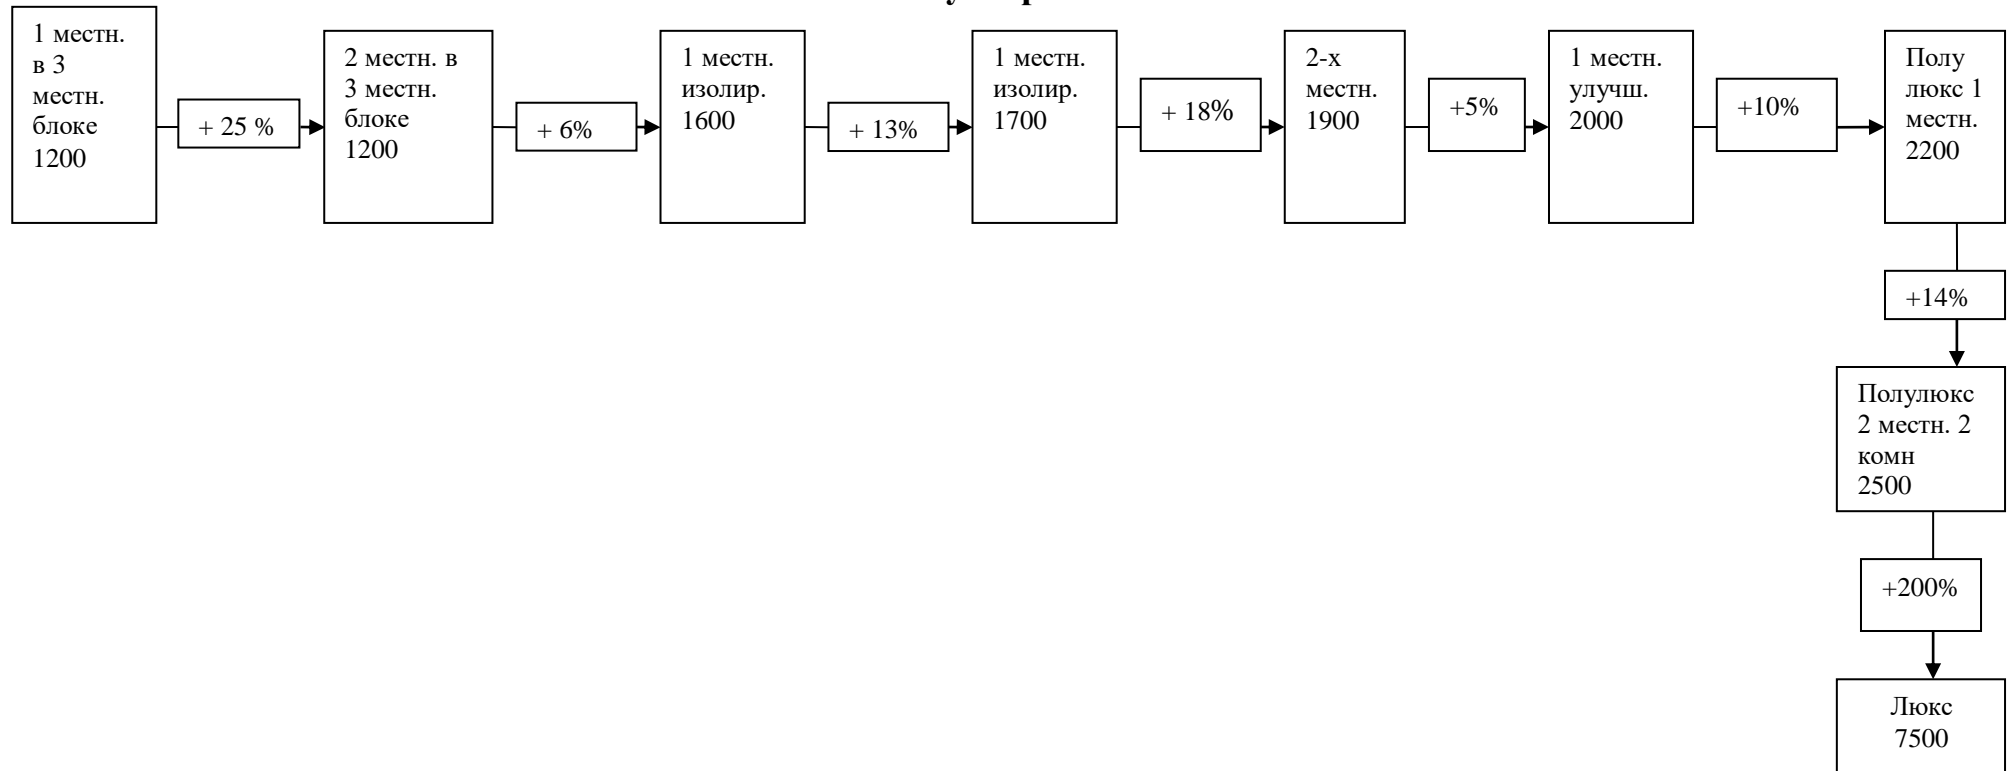 1 местн.
в 3
местн.
блоке
1200
+ 25 %
2 местн. в
3 местн.
блоке
1200
+ 6%
1 местн.
изолир.
1600
+ 13%
1 местн.
изолир.
1700
+ 18%
2-х
местн.
1900
+5%
1 местн.
улучш.
2000
+10%
Полу
люкс 1
местн.
2200
+14%
Полулюкс
2 местн. 2
комн
2500
+200%
Люкс
7500